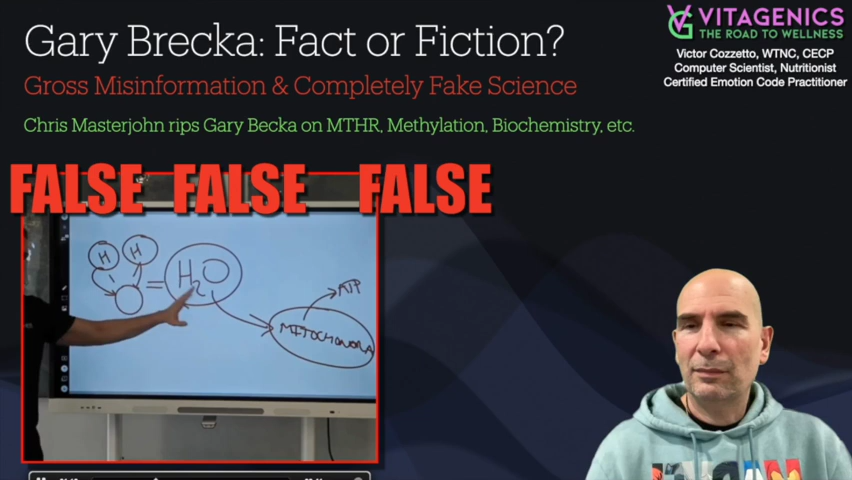 Gary Brecka: Fact or Fiction?
Gross Misinformation & Completely Fake Science
Chris Masterjohn rips Gary Becka on MTHR, Methylation, Biochemistry, etc.
VG VITAGENICS
THE ROAD TO WELLNESS
Victor Cozzetto, WTNC, CECP
Computer Scientist, Nutritionist
Certified Emotion Code Practitioner
FALSE FALSE FALSE
H H
= H2O
ATP
MITOCHONDRA